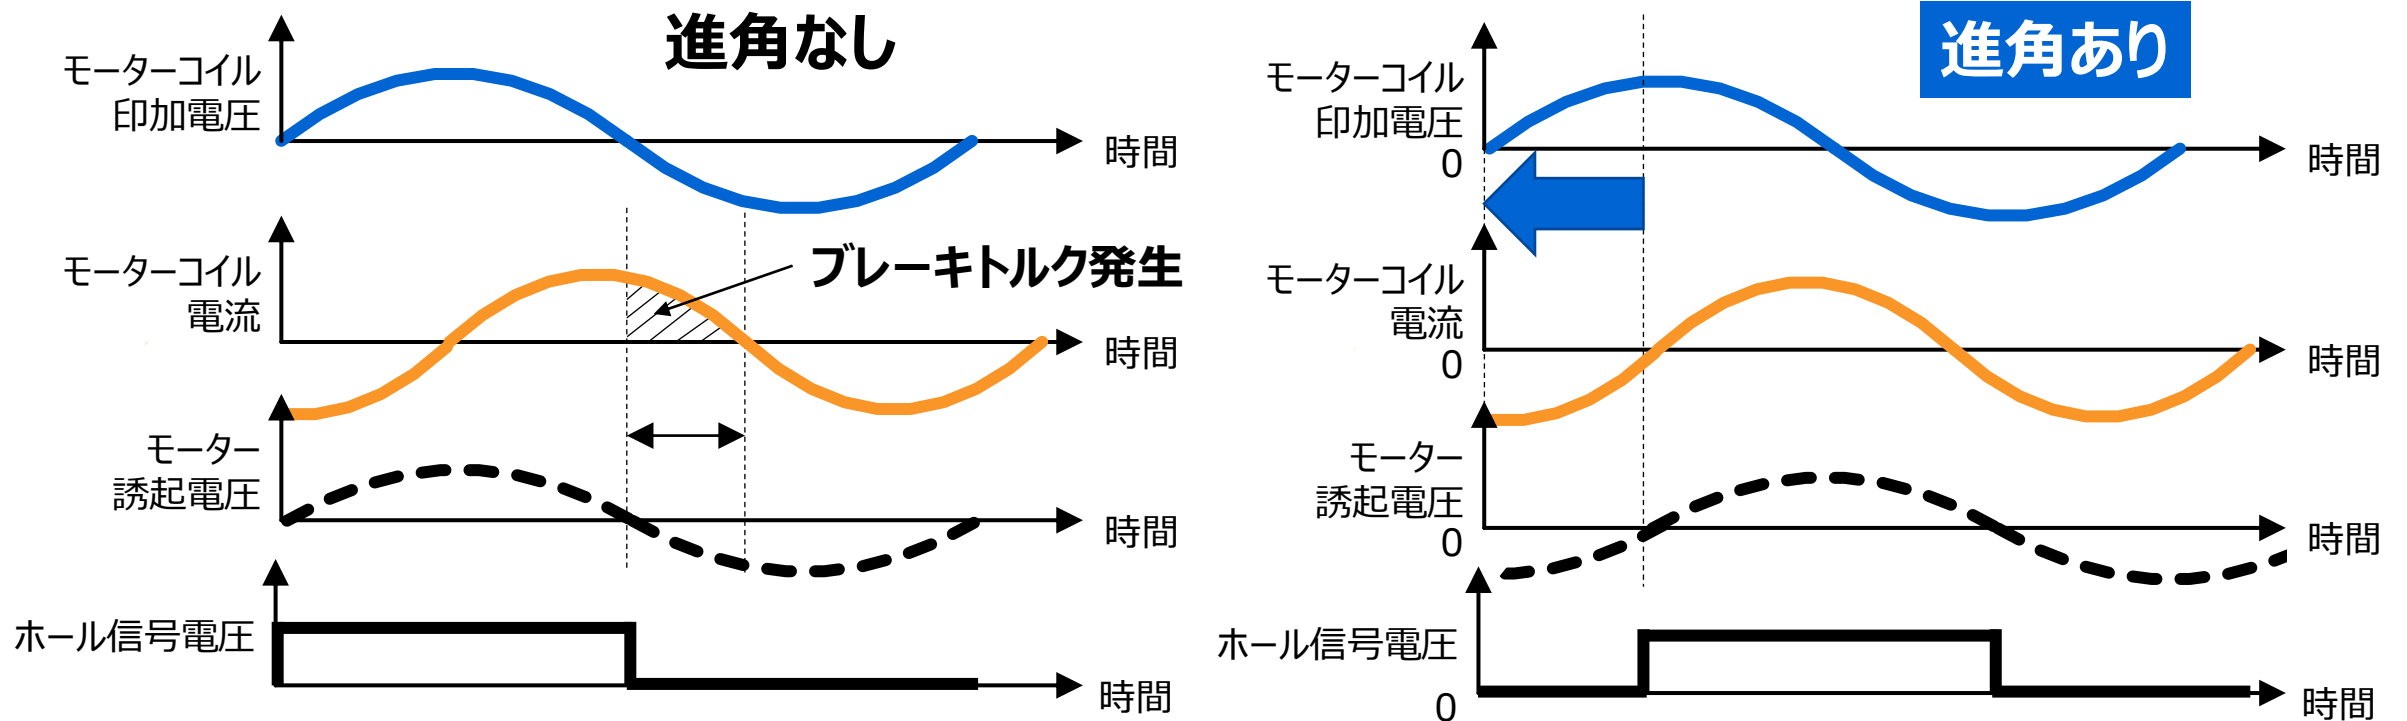 進角なし
モーターコイル
印加電圧
時間
モーターコイル
電流
ブレーキトルク発生
時間
モーター
誘起電圧
時間
ホール信号電圧
時間
進角あり
モーターコイル
印加電圧
0
時間
モーターコイル
電流
0
時間
モーター
誘起電圧
0
時間
ホール信号電圧
0
時間